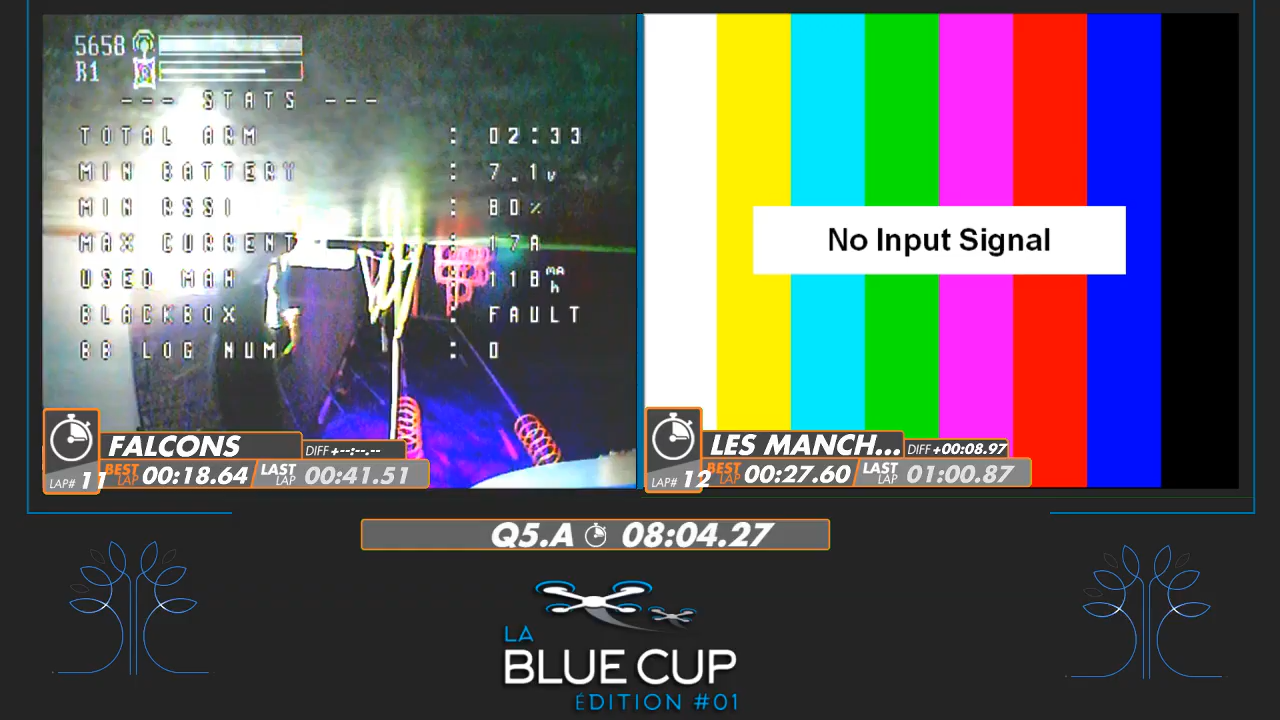 5658
R1
--- STATS ---
TOTAL ARM : 02:33
MIN BATTERY : 7.1v
MIN RSSI : 80%
MAX CURRENT : 17A
USED MAH : 118mAh
BLACKBOX : FAULT
BB LOG NUM : 0
No Input Signal
FALCONS DIFF +--:--.--
LAP# 11 BEST LAP 00:18.64 LAST LAP 00:41.51
LES MANCH... DIFF +00:08.97
LAP# 12 BEST LAP 00:27.60 LAST LAP 01:00.87
Q5.A 08:04.27
LA
BLUE CUP
ÉDITION #01